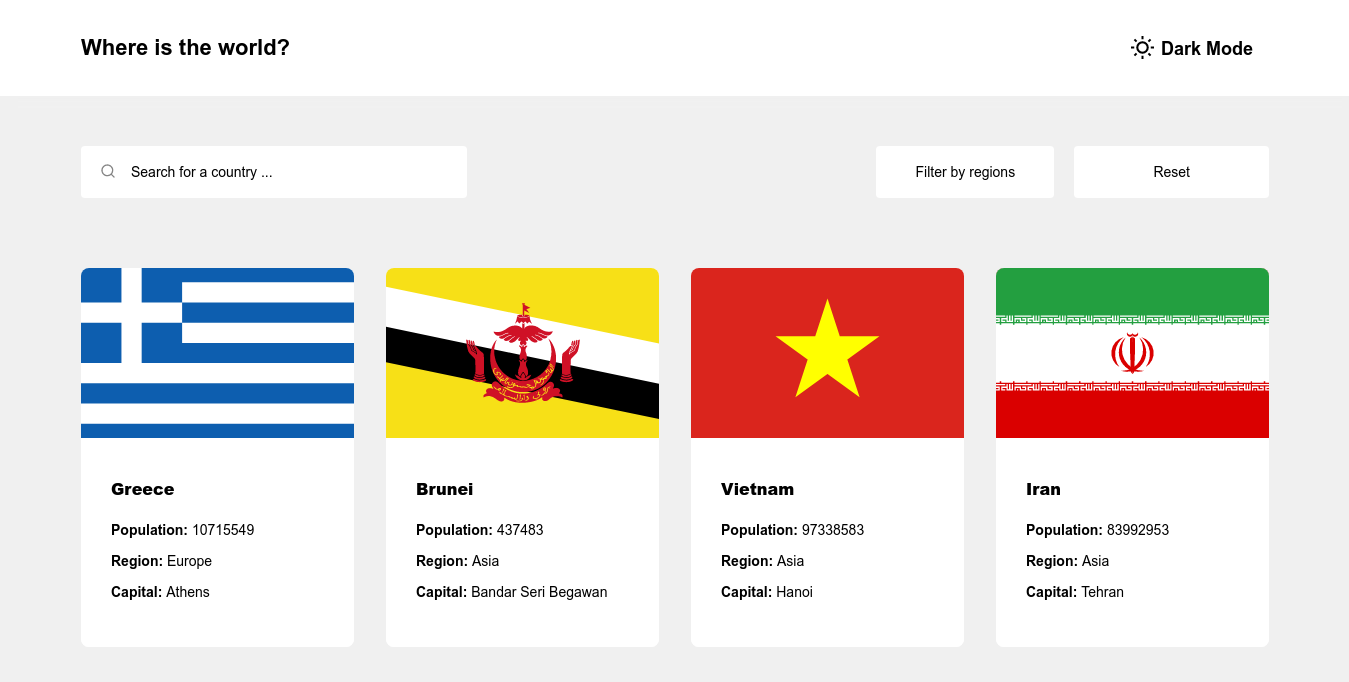 Where is the world?
Dark Mode
Search for a country ...
Filter by regions
Reset
Greece
Population: 10715549
Region: Europe
Capital: Athens
Brunei
Population: 437483
Region: Asia
Capital: Bandar Seri Begawan
Vietnam
Population: 97338583
Region: Asia
Capital: Hanoi
Iran
Population: 83992953
Region: Asia
Capital: Tehran